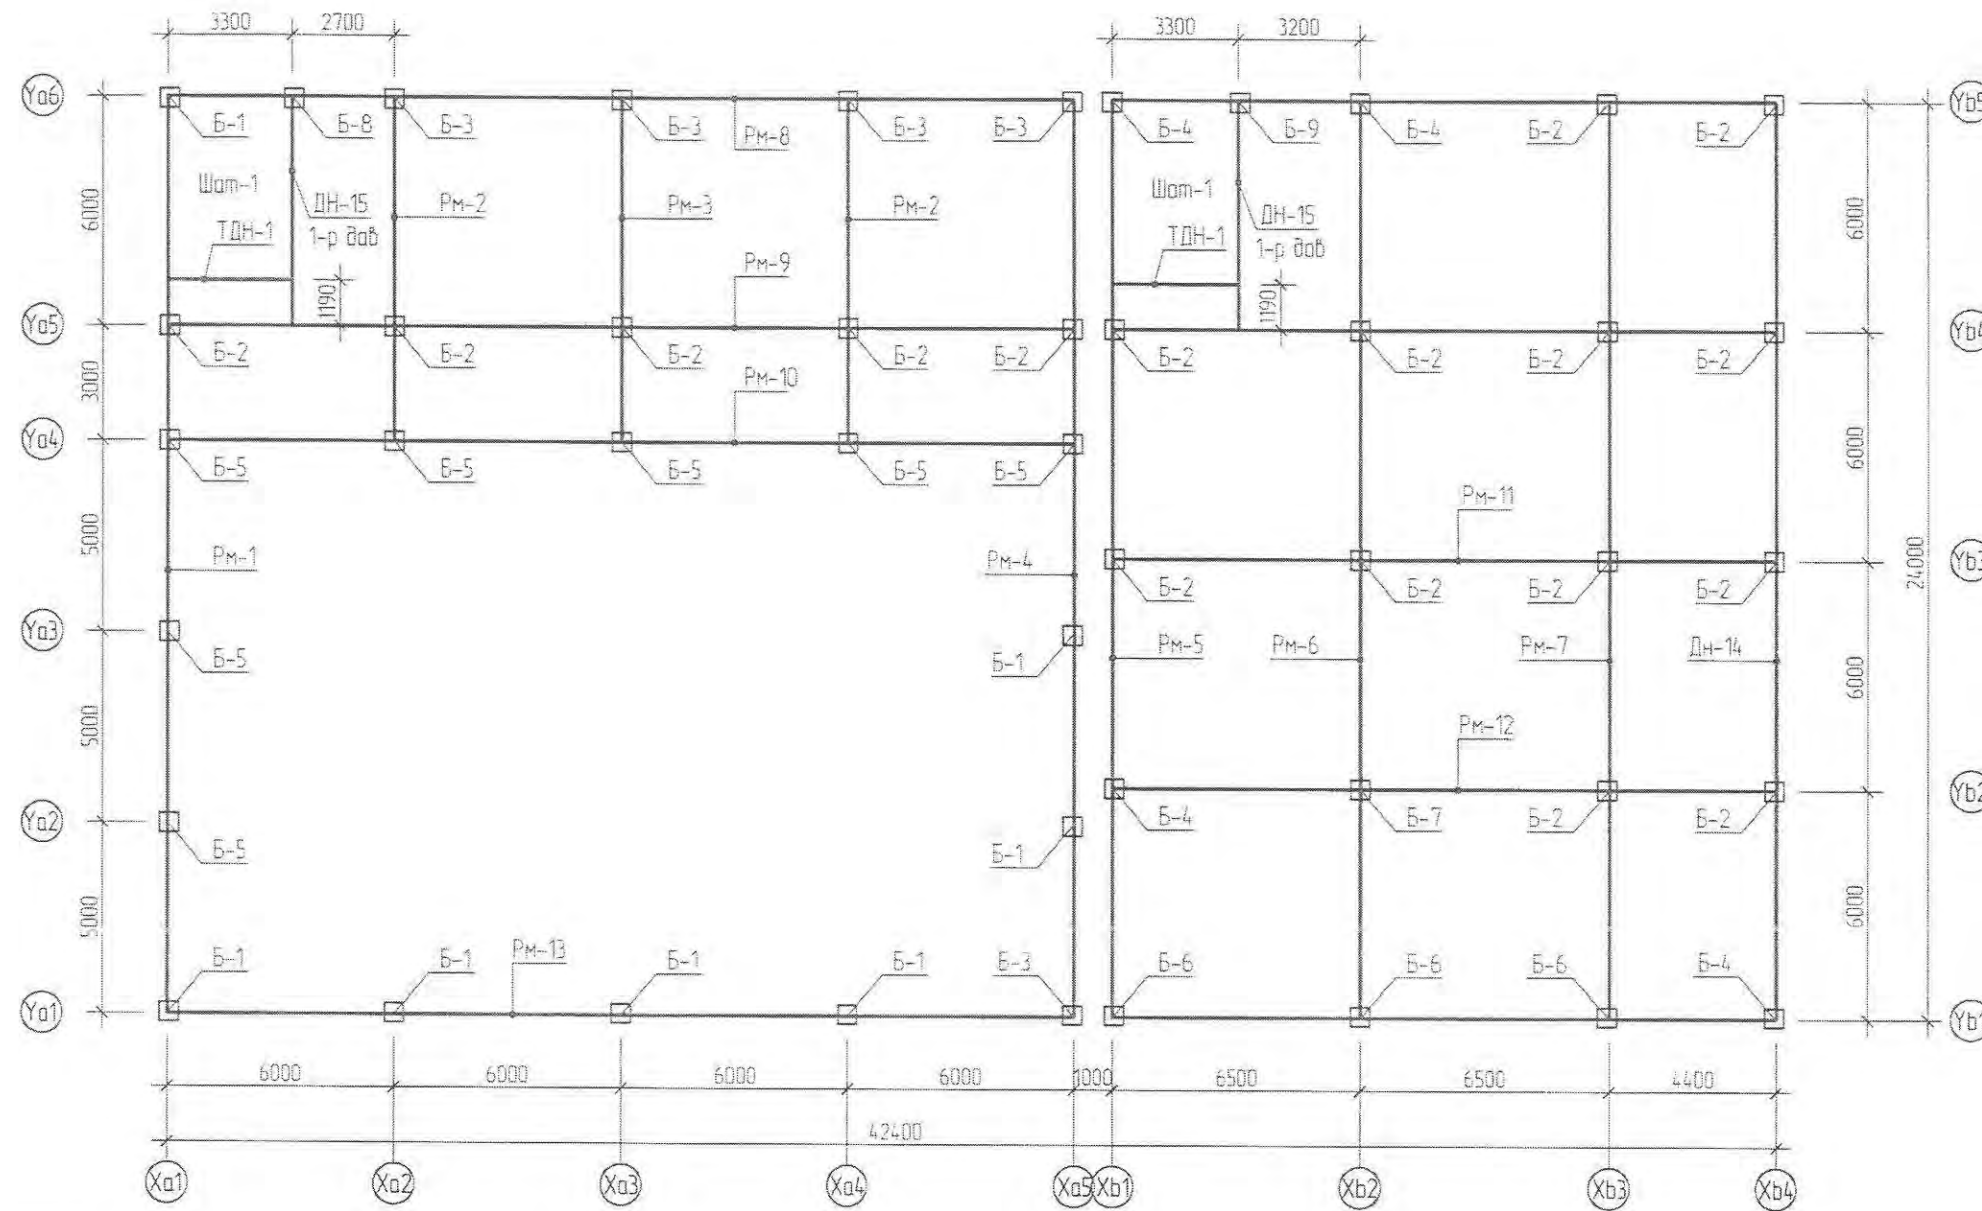 3300 2700 3300 3200
Ya6 Yb5
Б-1 Б-8 Б-3 Б-3 Рм-8 Б-3 Б-3 Б-4 Б-9 Б-4 Б-2 Б-2
Шат-1 Шат-1
6000 ДН-15 Рм-2 Рм-3 Рм-2 ДН-15 6000
ТДН-1 1-р дав ТДН-1 1-р дав
Рм-9
1190 1190
Ya5 Yb4
Б-2 Б-2 Б-2 Б-2 Б-2 Б-2 Б-2 Б-2 Б-2
3000 Рм-10
Ya4 6000
Б-5 Б-5 Б-5 Б-5 Б-5
Рм-11
5000 Рм-1 Рм-4 Yb3
24000
Б-2 Б-2 Б-2 Б-2
Ya3
Б-5 Б-1 Рм-5 Рм-6 Рм-7 Дн-14 6000
5000 Рм-12
Yb2
Ya2 Б-4 Б-7 Б-2 Б-2
Б-5 Б-1
5000 6000
Б-1 Б-1 Рм-13 Б-1 Б-1 Б-3 Б-6 Б-6 Б-6 Б-4
Ya1 Yb1
6000 6000 6000 6000 1000 6500 6500 4400
42400
Xa1 Xa2 Xa3 Xa4 Xa5 Xb1 Xb2 Xb3 Xb4